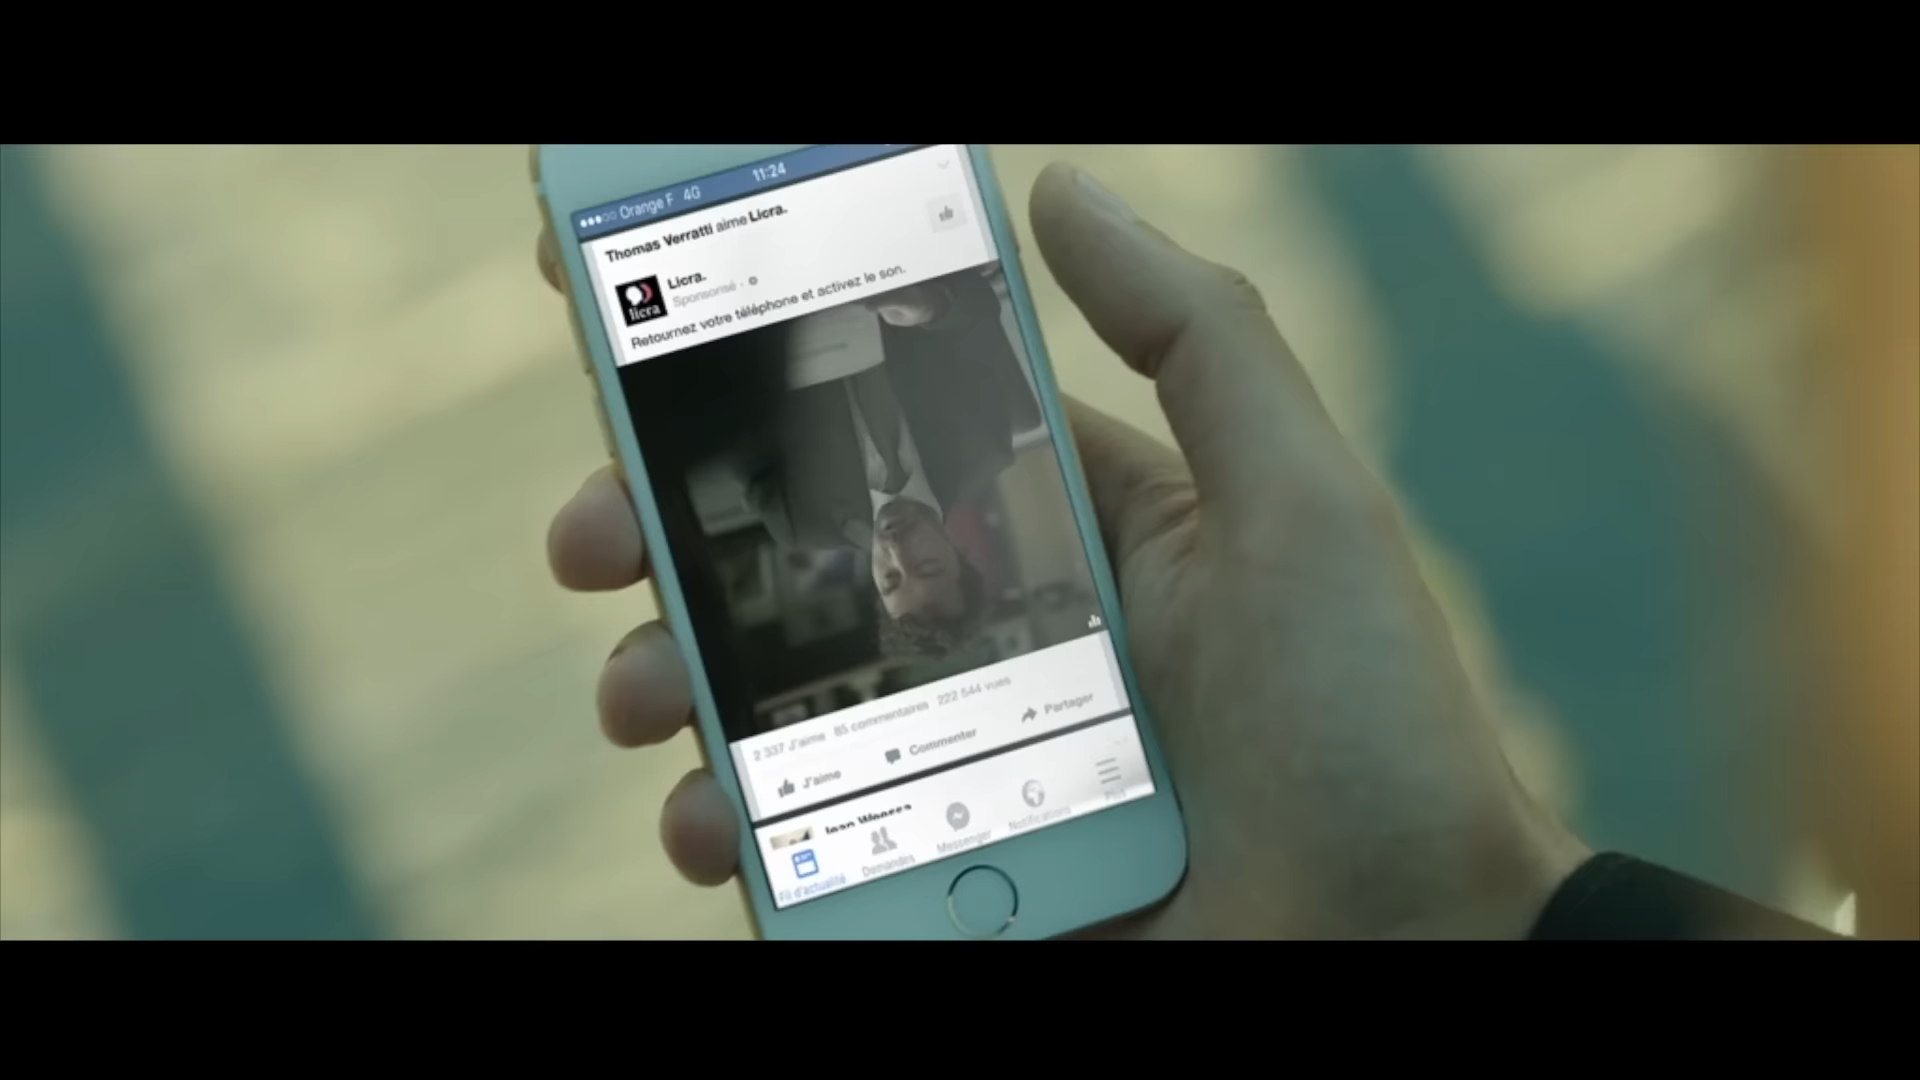 Orange F 4G 11:24
Thomas Verratti aime Licra.
licra
Licra.
Sponsorisé
Retournez votre téléphone et activez le son.
2 337 J'aime 85 commentaires 222 544 vues
J'aime Commenter Partager
Fil d'actualité Demandes Messenger Notifications Plus